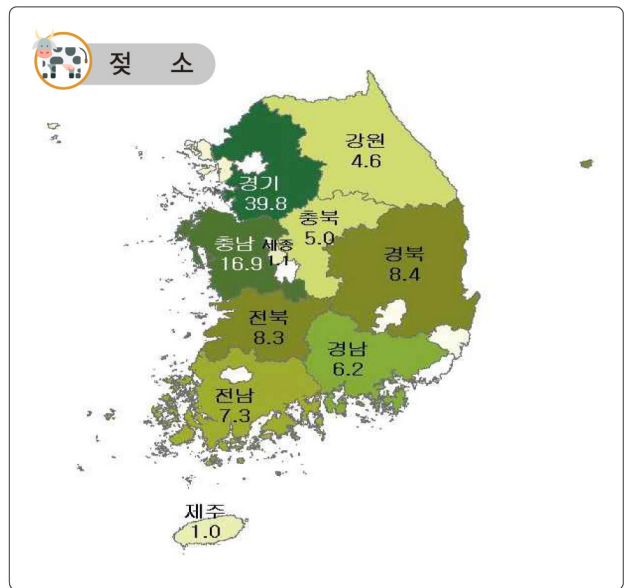 젖 소
강원
4.6
경기
39.8
충북
5.0
충남
16.9
세종
1.1
경북
8.4
전북
8.3
경남
6.2
전남
7.3
제주
1.0